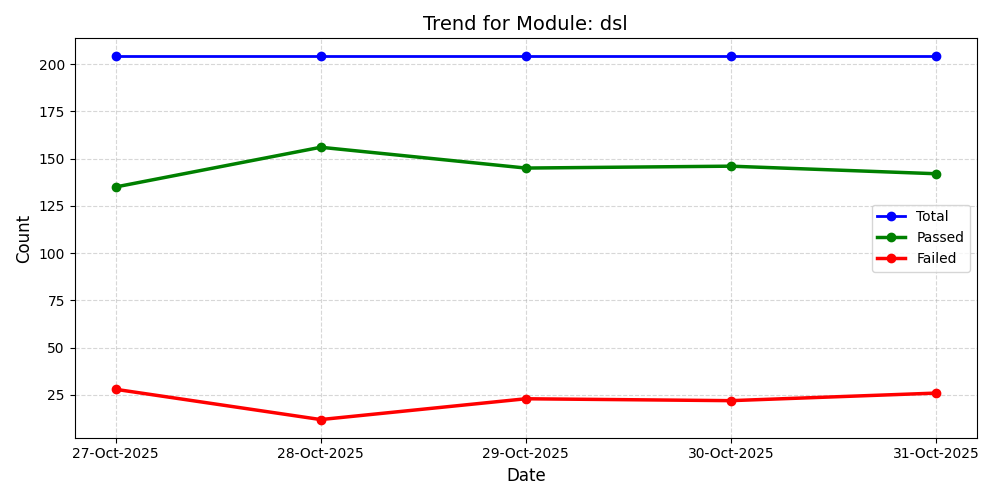 Trend for Module: dsl
200
175
150
125
100
75
50
25
Count
Total
Passed
Failed
27-Oct-2025 28-Oct-2025 29-Oct-2025 30-Oct-2025 31-Oct-2025
Date